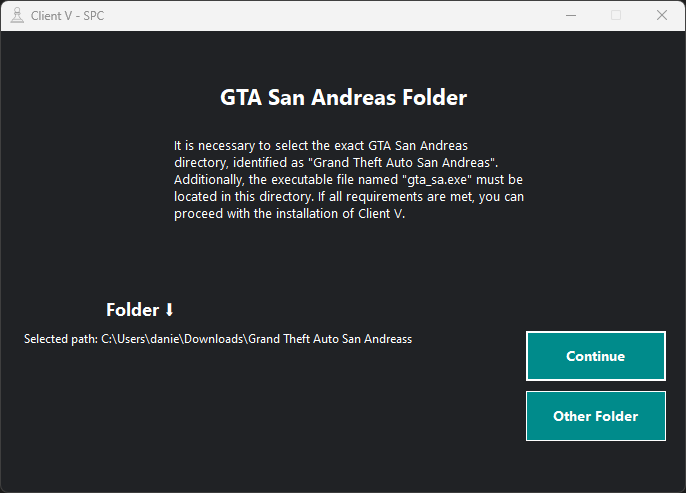 Client V - SPC
GTA San Andreas Folder
It is necessary to select the exact GTA San Andreas
directory, identified as "Grand Theft Auto San Andreas".
Additionally, the executable file named "gta_sa.exe" must be
located in this directory. If all requirements are met, you can
proceed with the installation of Client V.
Folder ⬇
Selected path: C:\Users\danie\Downloads\Grand Theft Auto San Andreass
Continue
Other Folder